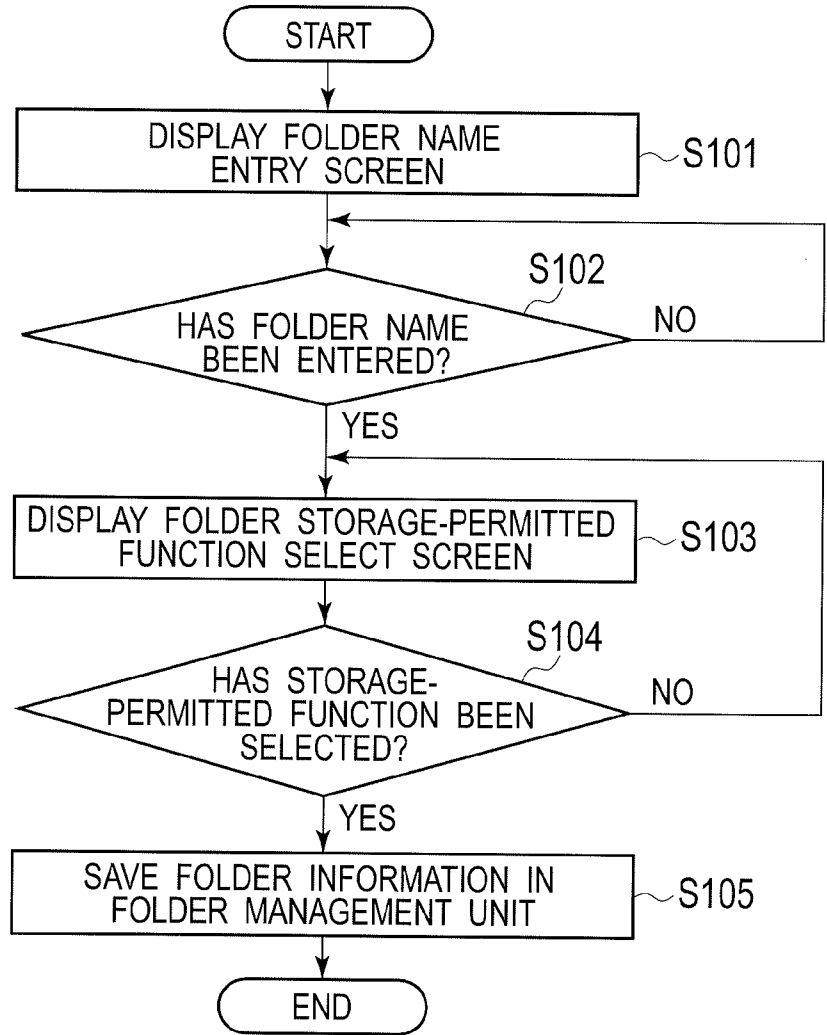 START
DISPLAY FOLDER NAME
ENTRY SCREEN
S101
S102
HAS FOLDER NAME
BEEN ENTERED?
NO
YES
DISPLAY FOLDER STORAGE-PERMITTED
FUNCTION SELECT SCREEN
S103
S104
HAS STORAGE-
PERMITTED FUNCTION BEEN
SELECTED?
NO
YES
SAVE FOLDER INFORMATION IN
FOLDER MANAGEMENT UNIT
S105
END